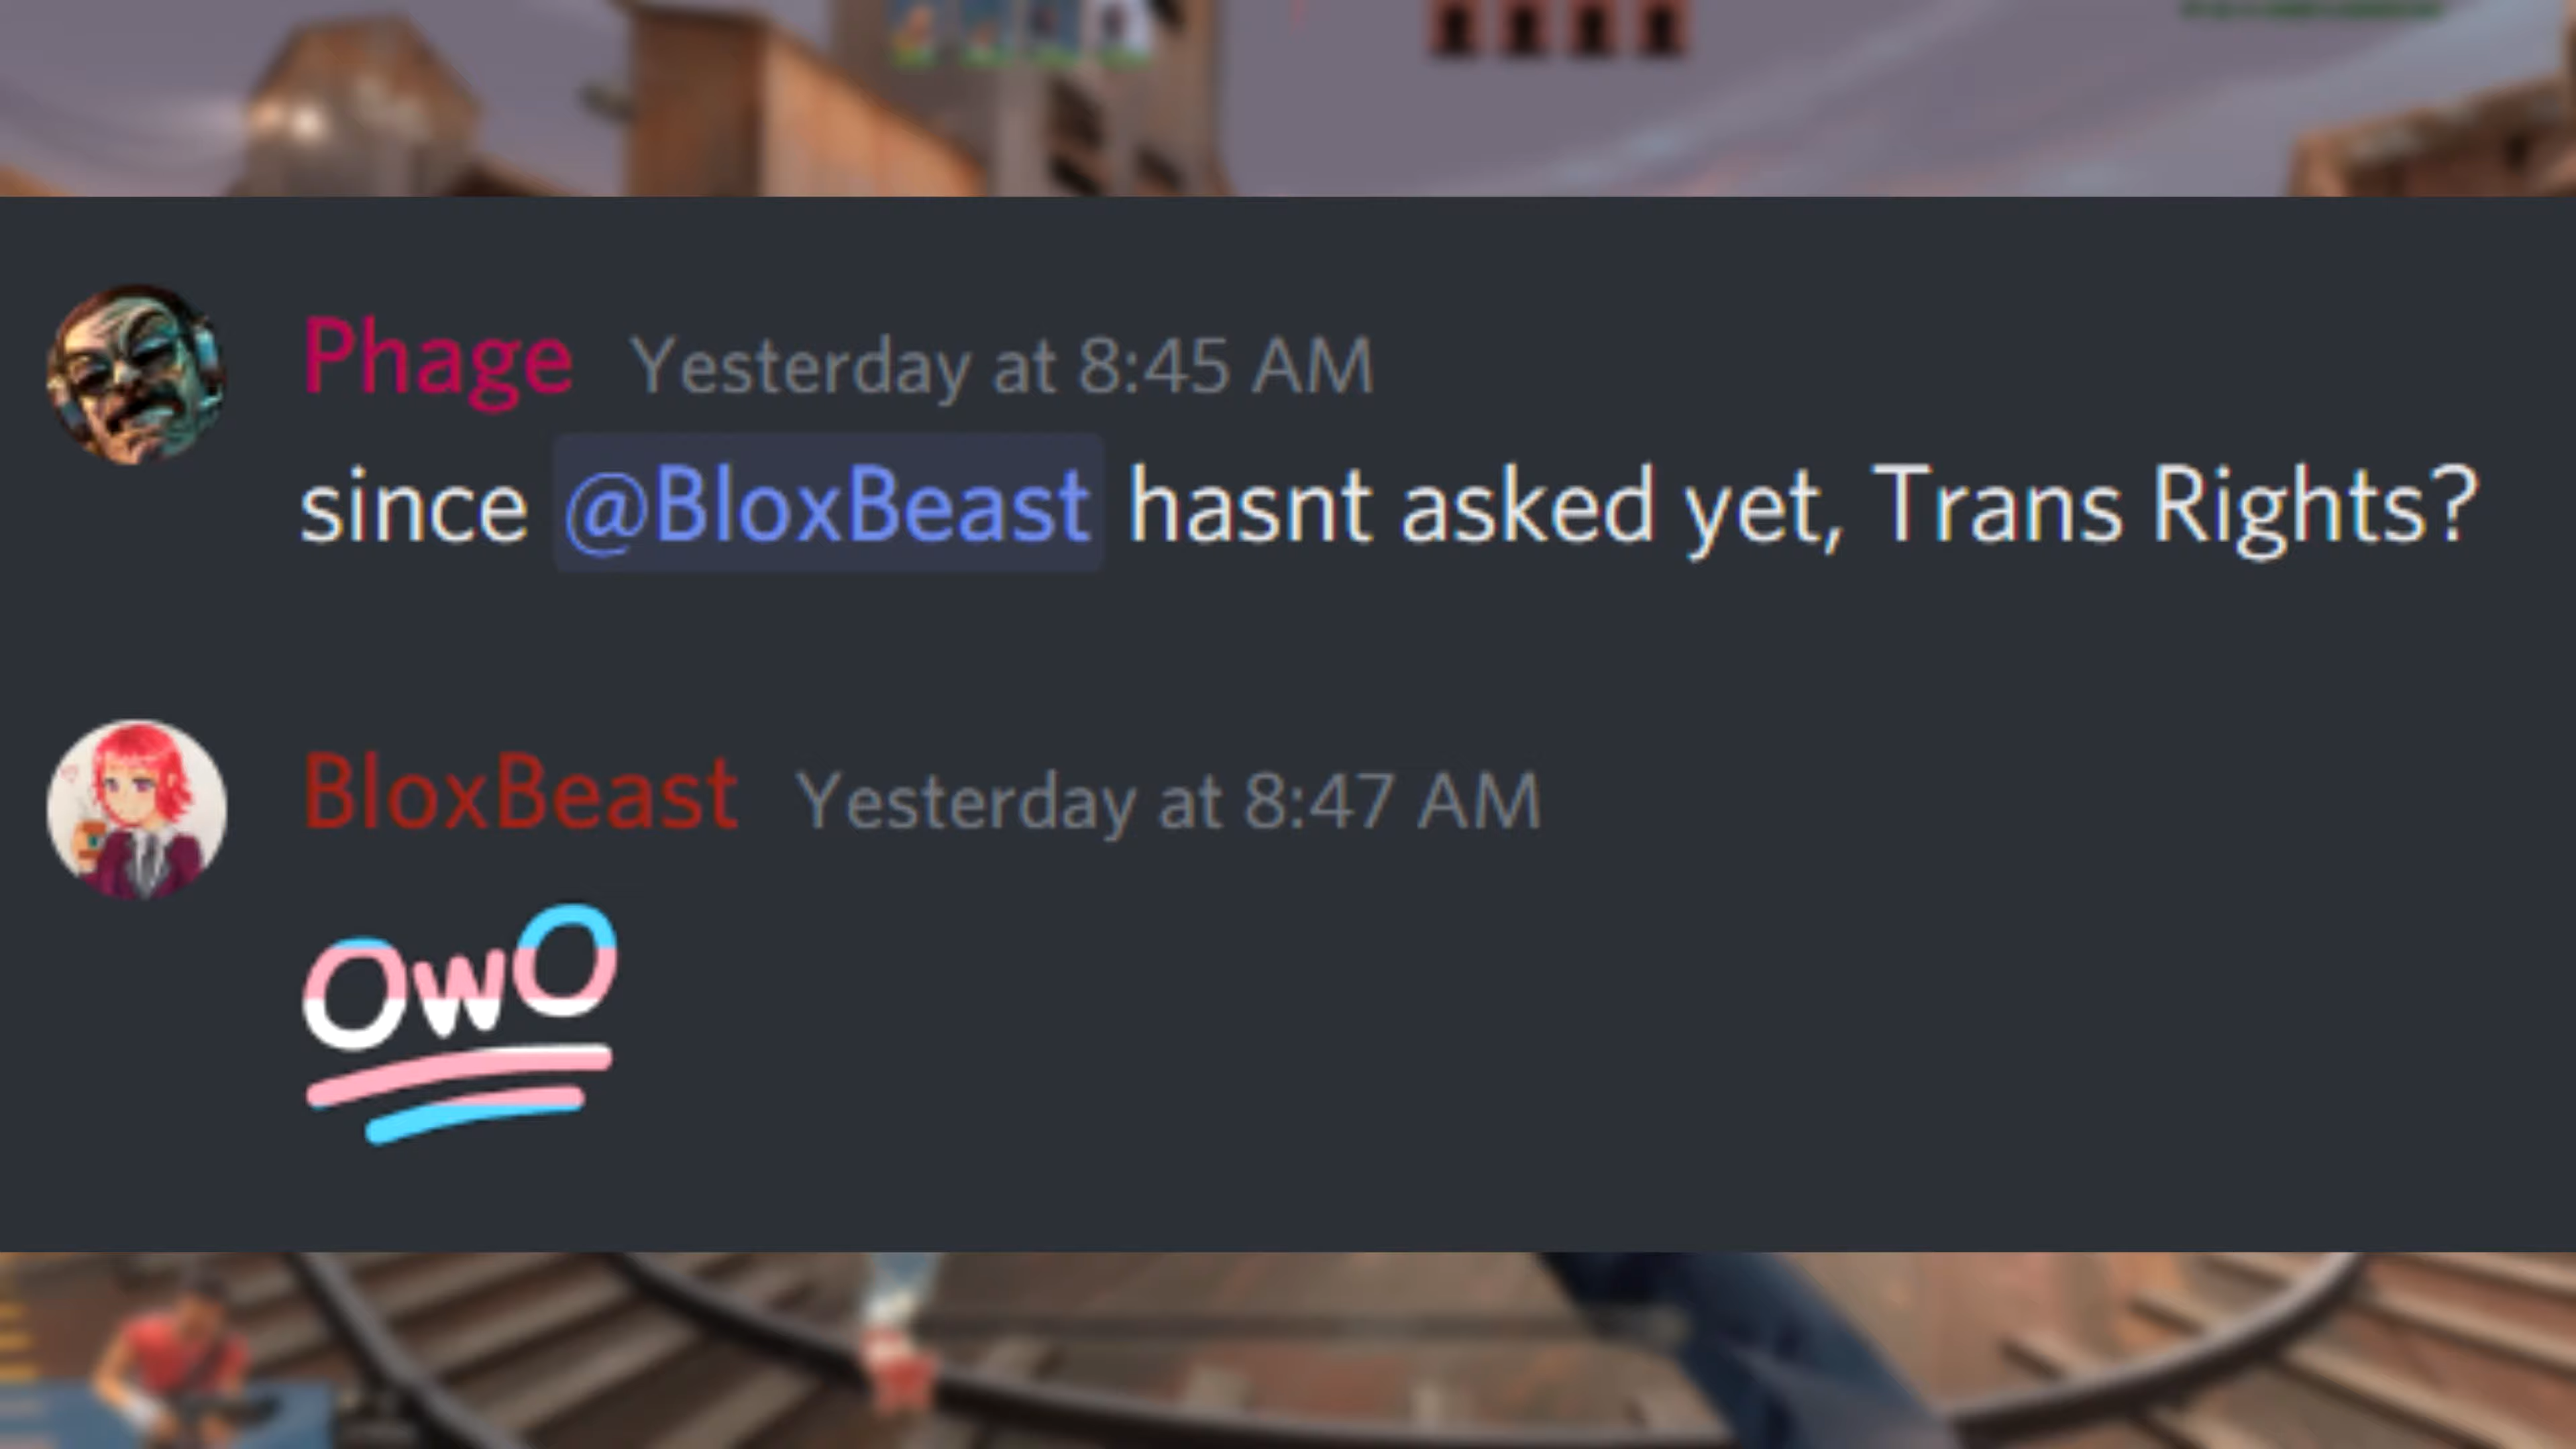 Phage Yesterday at 8:45 AM
since @BloxBeast hasnt asked yet, Trans Rights?
BloxBeast Yesterday at 8:47 AM
OwO